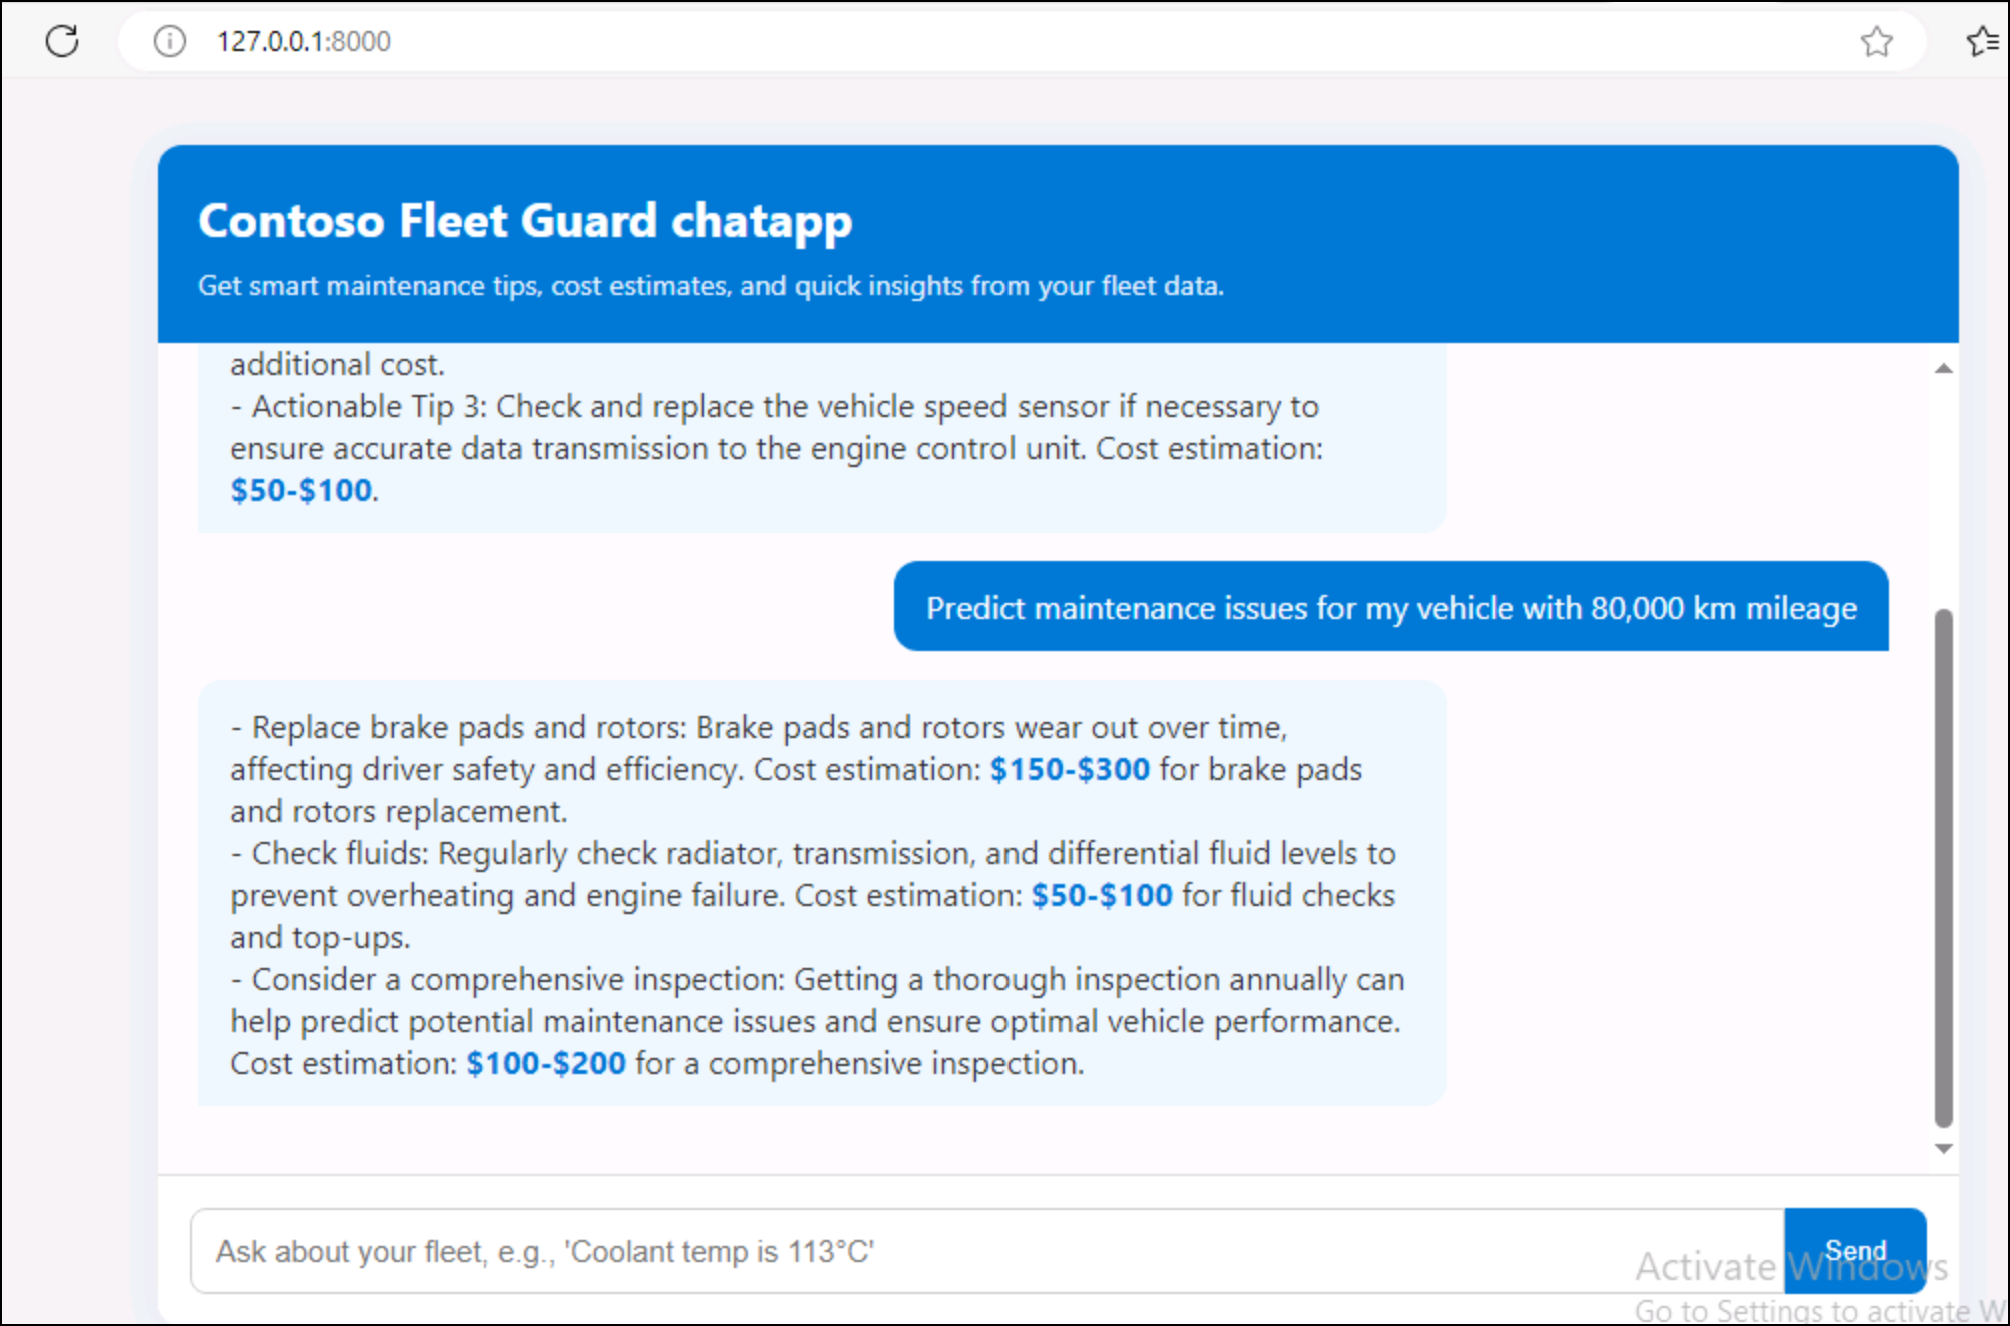 127.0.0.1:8000
Contoso Fleet Guard chatapp
Get smart maintenance tips, cost estimates, and quick insights from your fleet data.
additional cost.
- Actionable Tip 3: Check and replace the vehicle speed sensor if necessary to
ensure accurate data transmission to the engine control unit. Cost estimation:
$50-$100.
Predict maintenance issues for my vehicle with 80,000 km mileage
- Replace brake pads and rotors: Brake pads and rotors wear out over time,
affecting driver safety and efficiency. Cost estimation: $150-$300 for brake pads
and rotors replacement.
- Check fluids: Regularly check radiator, transmission, and differential fluid levels to
prevent overheating and engine failure. Cost estimation: $50-$100 for fluid checks
and top-ups.
- Consider a comprehensive inspection: Getting a thorough inspection annually can
help predict potential maintenance issues and ensure optimal vehicle performance.
Cost estimation: $100-$200 for a comprehensive inspection.
Ask about your fleet, e.g., 'Coolant temp is 113°C'
Send
Activate Windows
Go to Settings to activate W